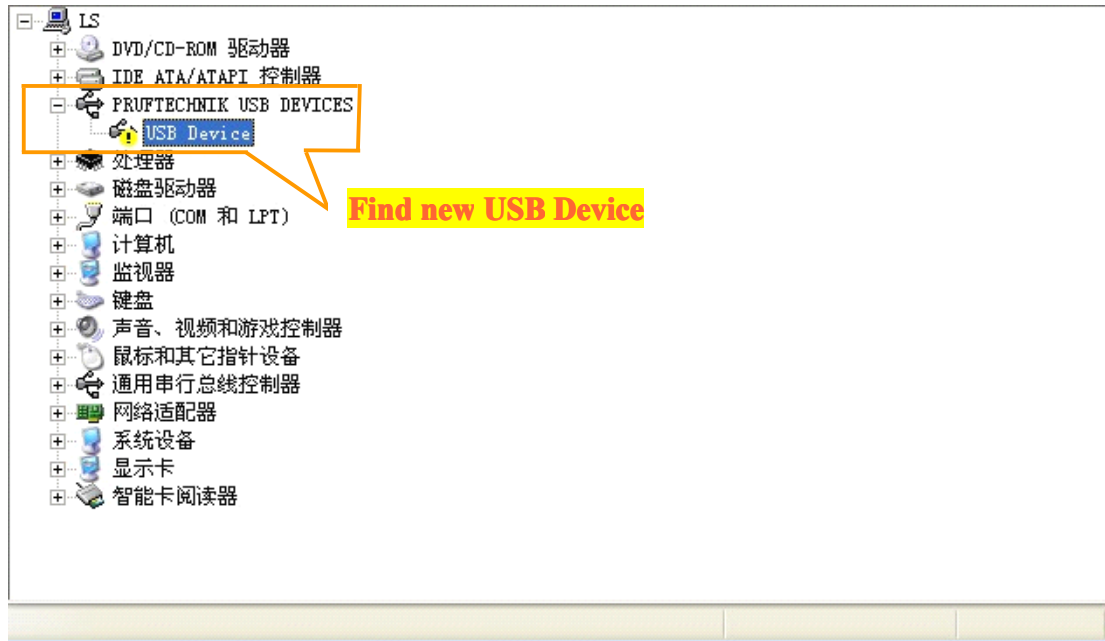 LS
DVD/CD-ROM 驱动器
IDE ATA/ATAPI 控制器
PRUFTECHNIK USB DEVICES
USB Device
处理器
磁盘驱动器
端口 (COM 和 LPT)
Find new USB Device
计算机
监视器
键盘
声音、视频和游戏控制器
鼠标和其它指针设备
通用串行总线控制器
网络适配器
系统设备
显示卡
智能卡阅读器